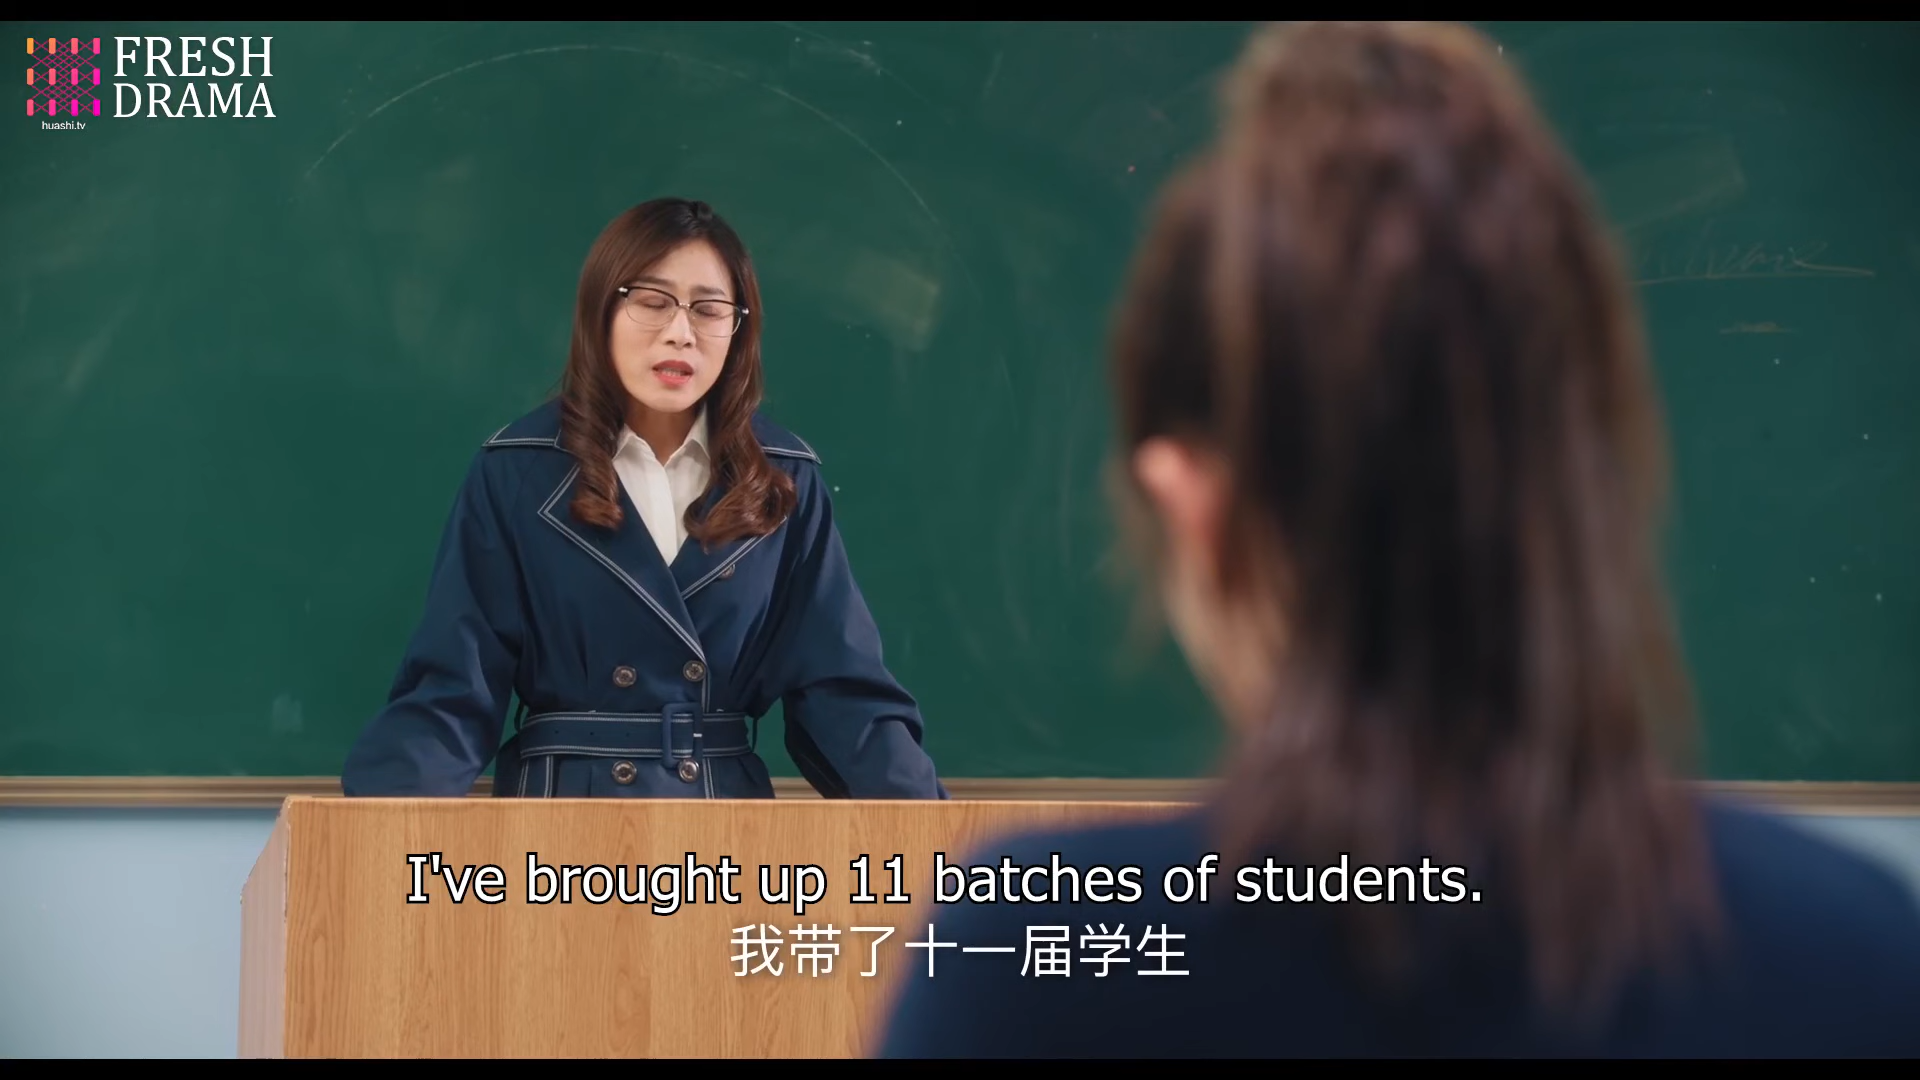 FRESH
DRAMA
huashi.tv
I've brought up 11 batches of students.
我带了十一届学生